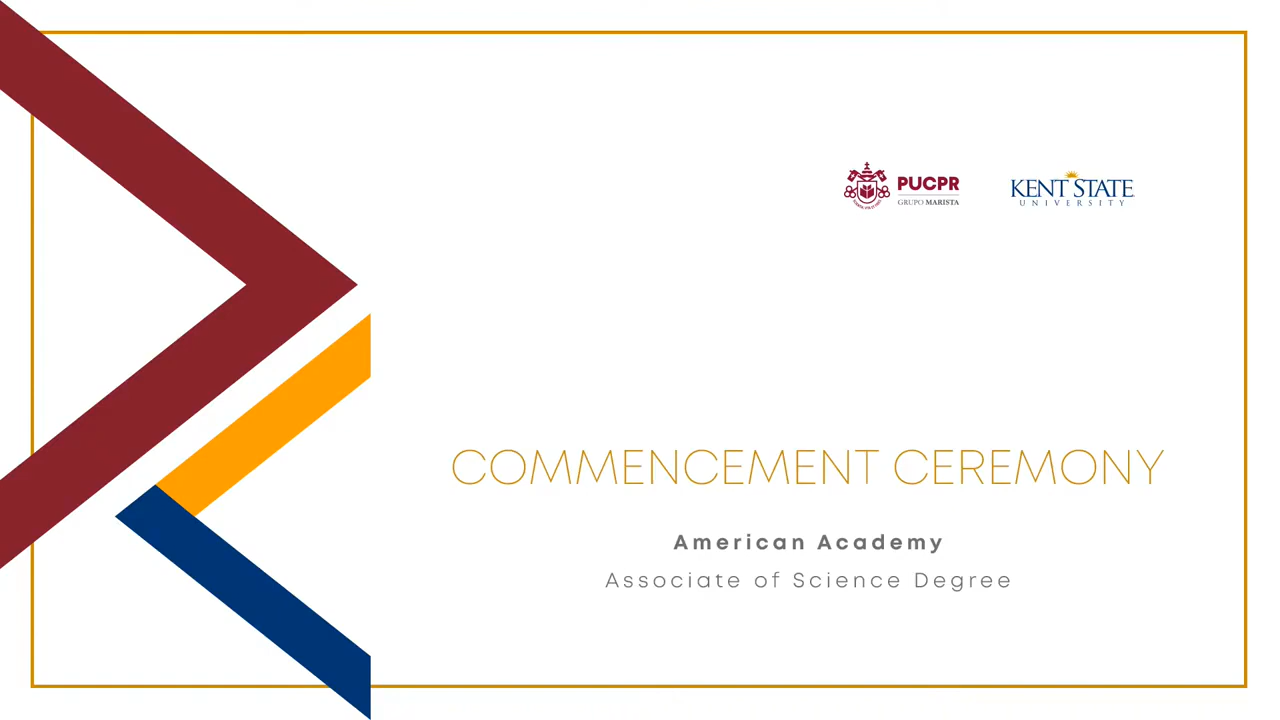 PUCPR
GRUPO MARISTA
KENT STATE
UNIVERSITY
COMMENCEMENT CEREMONY
American Academy
Associate of Science Degree